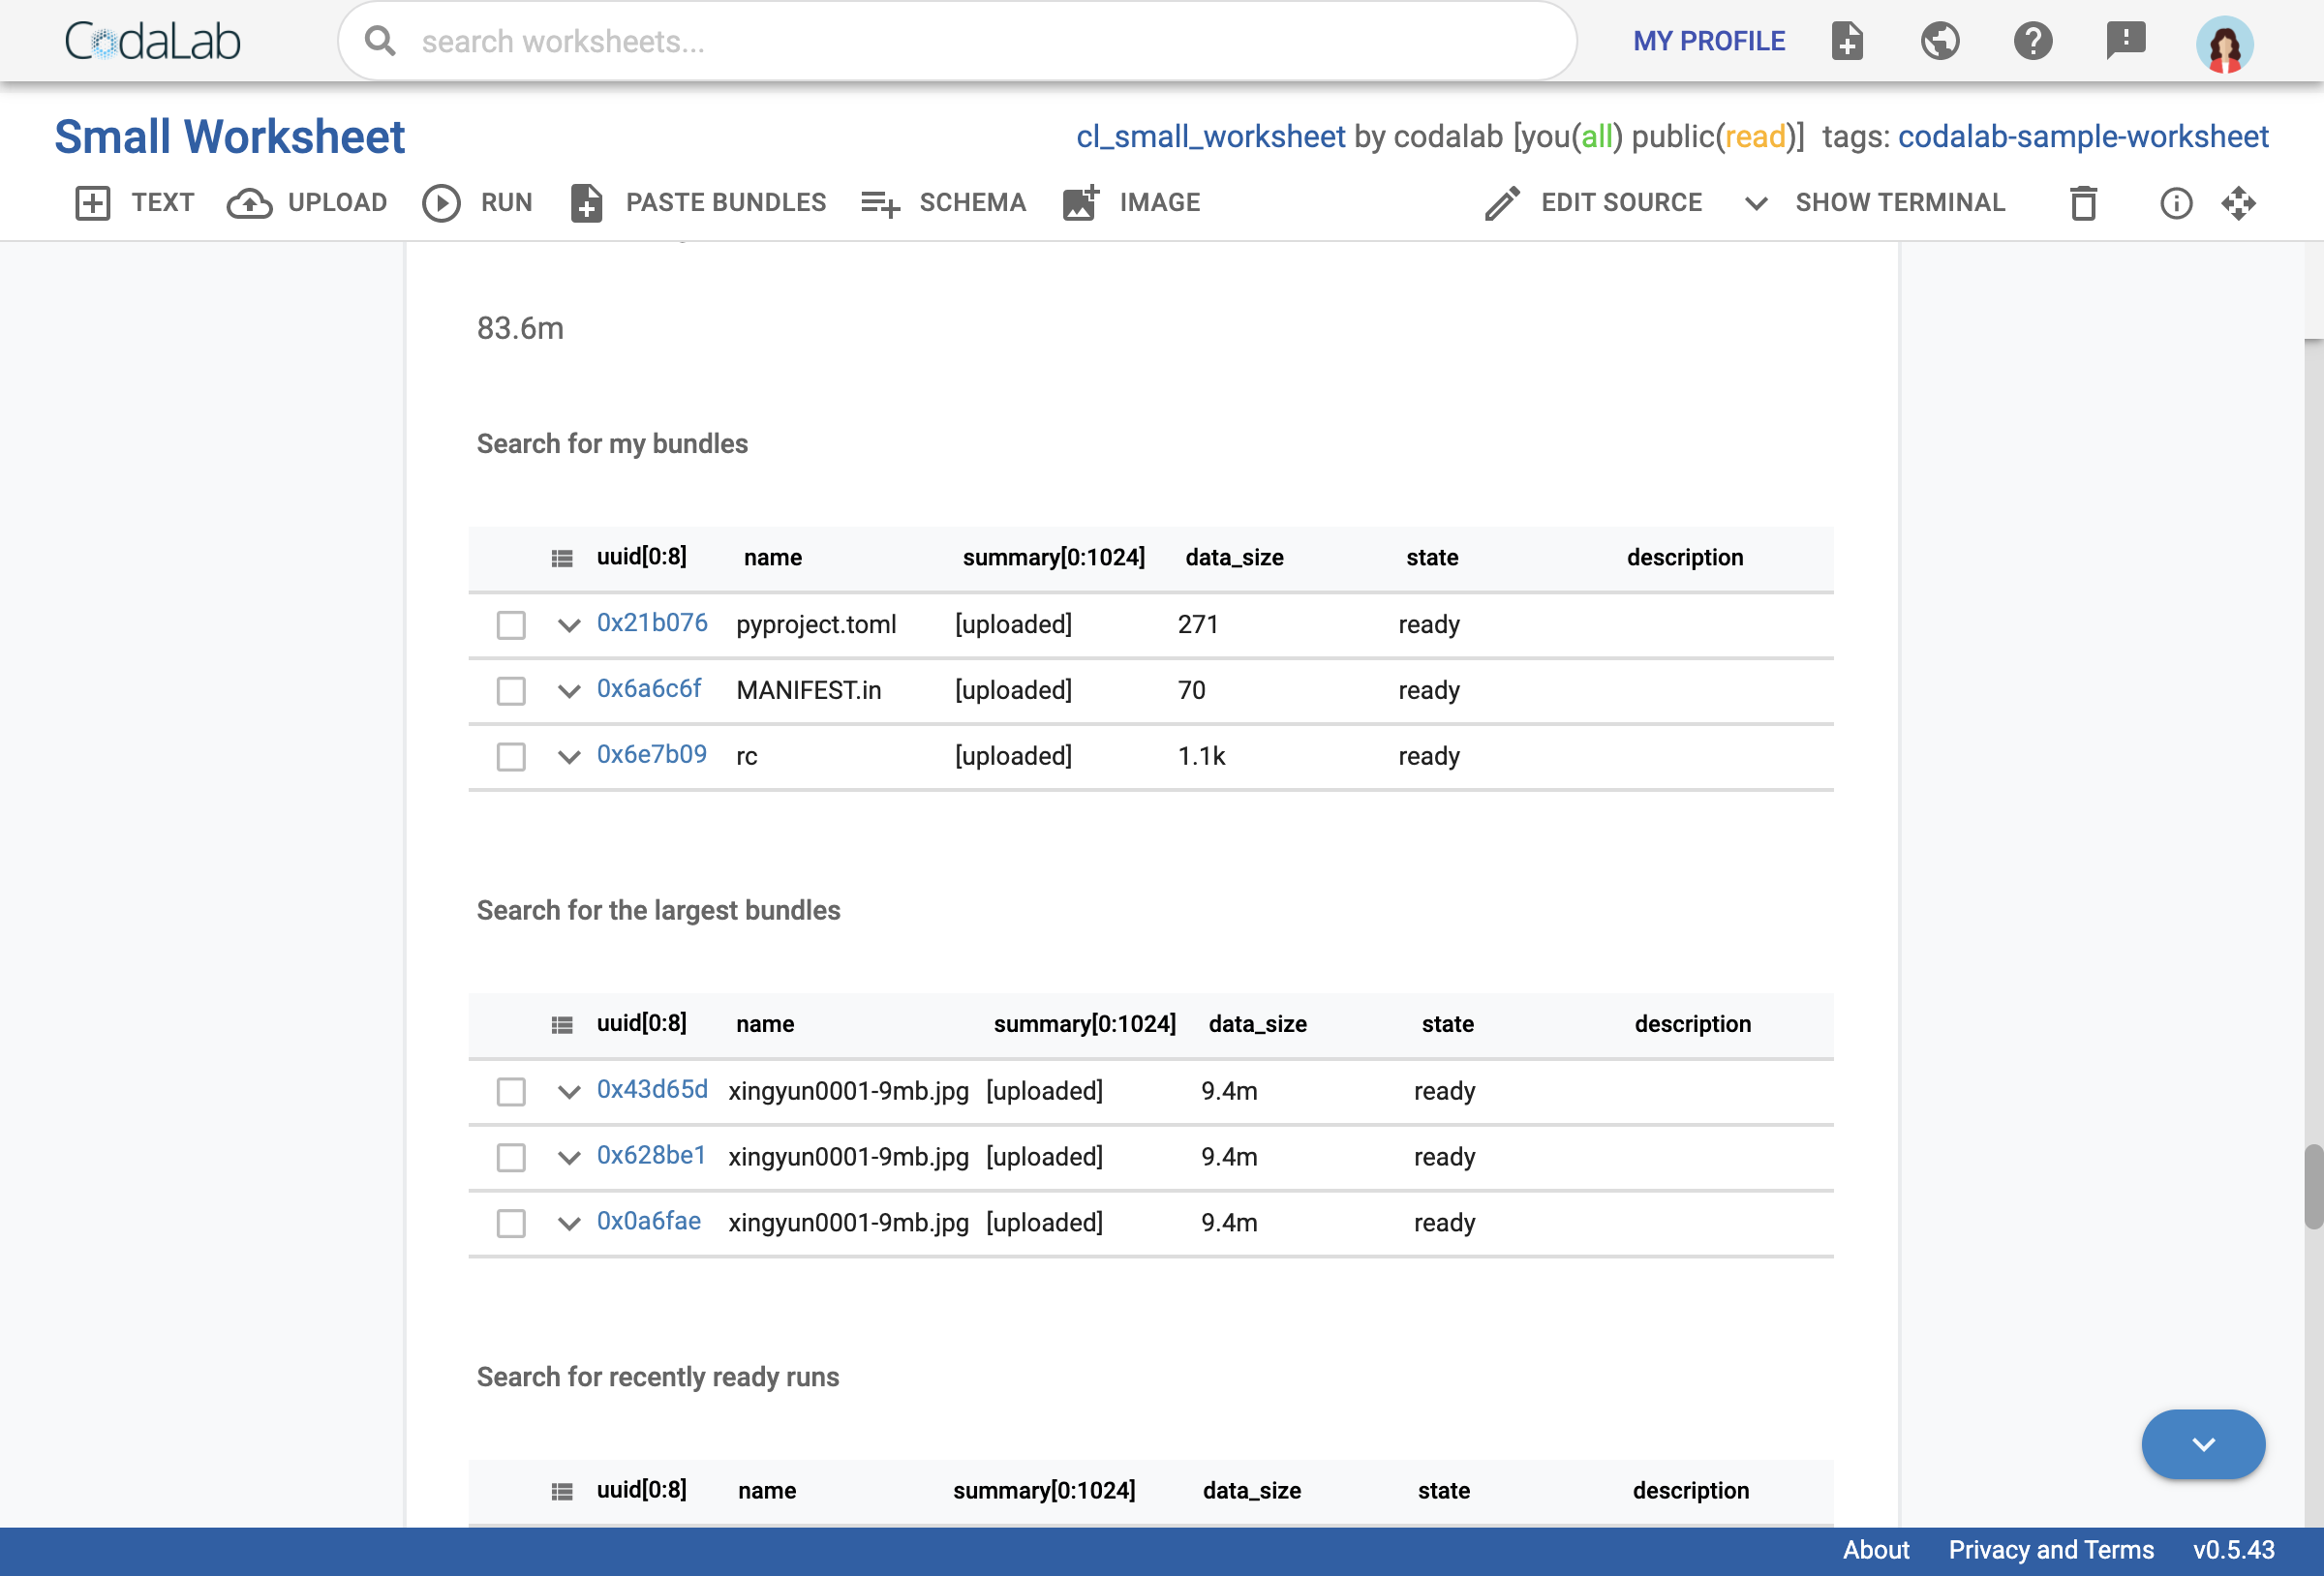 CodaLab
search worksheets...
MY PROFILE
Small Worksheet
cl_small_worksheet by codalab [you(all) public(read)] tags: codalab-sample-worksheet
TEXT UPLOAD RUN PASTE BUNDLES SCHEMA IMAGE EDIT SOURCE SHOW TERMINAL
83.6m
Search for my bundles
uuid[0:8] name summary[0:1024] data_size state description
0x21b076 pyproject.toml [uploaded] 271 ready
0x6a6c6f MANIFEST.in [uploaded] 70 ready
0x6e7b09 rc [uploaded] 1.1k ready
Search for the largest bundles
uuid[0:8] name summary[0:1024] data_size state description
0x43d65d xingyun0001-9mb.jpg [uploaded] 9.4m ready
0x628be1 xingyun0001-9mb.jpg [uploaded] 9.4m ready
0x0a6fae xingyun0001-9mb.jpg [uploaded] 9.4m ready
Search for recently ready runs
uuid[0:8] name summary[0:1024] data_size state description
About Privacy and Terms v0.5.43